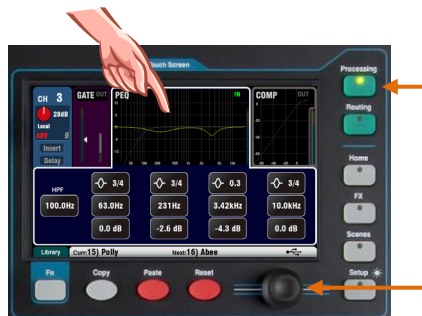 Touch Screen
Processing
CH 3
GATE OUT
PEQ
IN
COMP
OUT
28dB
Local
48V Ø
Insert
Delay
Routing
Home
HPF
3/4
3/4
0.3
3/4
100.0Hz
63.0Hz
231Hz
3.42kHz
10.0kHz
0.0 dB
-2.6 dB
-4.3 dB
0.0 dB
FX
Scenes
Library
Curr:15) Polly
Next:16) Abee
Fn
Copy
Paste
Reset
Setup